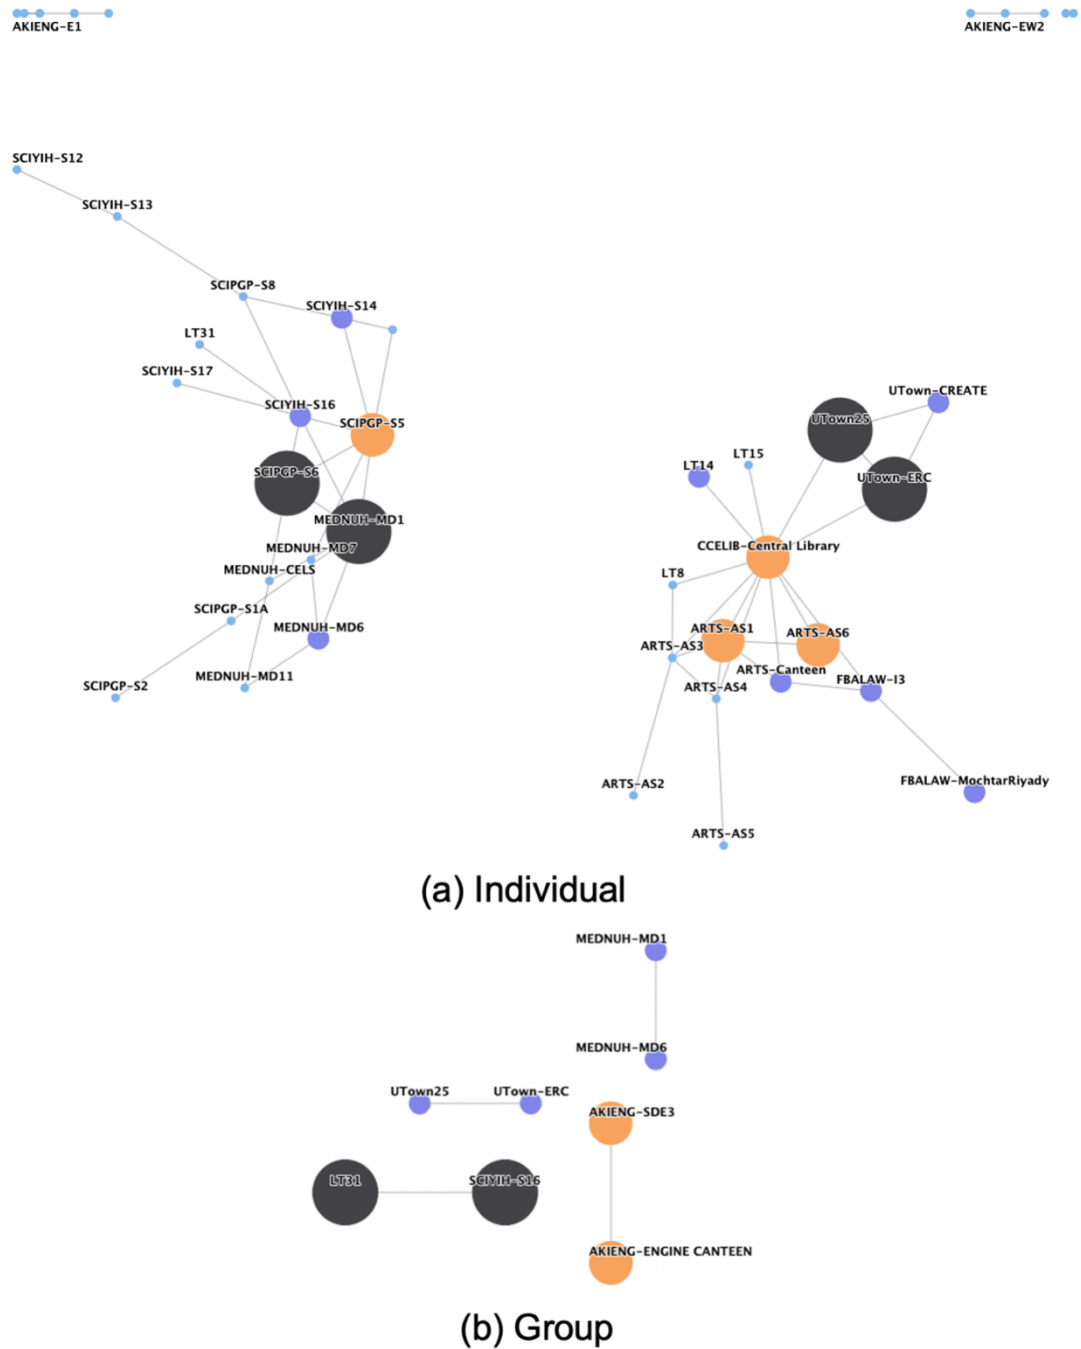 AKIENG-E1
AKIENG-EW2
SCIYIH-S12
SCIYIH-S13
SCIPGP-S8
SCIYIH-S14
LT31
SCIYIH-S17
SCIYIH-S16
SCIPGP-S5
SCIPGP-S6
MEDNUH-MD1
MEDNUH-MD7
MEDNUH-CELS
SCIPGP-S1A
MEDNUH-MD6
MEDNUH-MD11
SCIPGP-S2
UTown-CREATE
UTown25
LT15
LT14
UTown-ERC
CCELIB-Central Library
LT8
ARTS-AS1
ARTS-AS6
ARTS-AS3
ARTS-Canteen
FBALAW-I3
ARTS-AS4
FBALAW-MochtarRiyady
ARTS-AS2
ARTS-AS5
(a) Individual
MEDNUH-MD1
MEDNUH-MD6
UTown25
UTown-ERC
AKIENG-SDE3
LT31
SCIYIH-S16
AKIENG-ENGINE CANTEEN
(b) Group